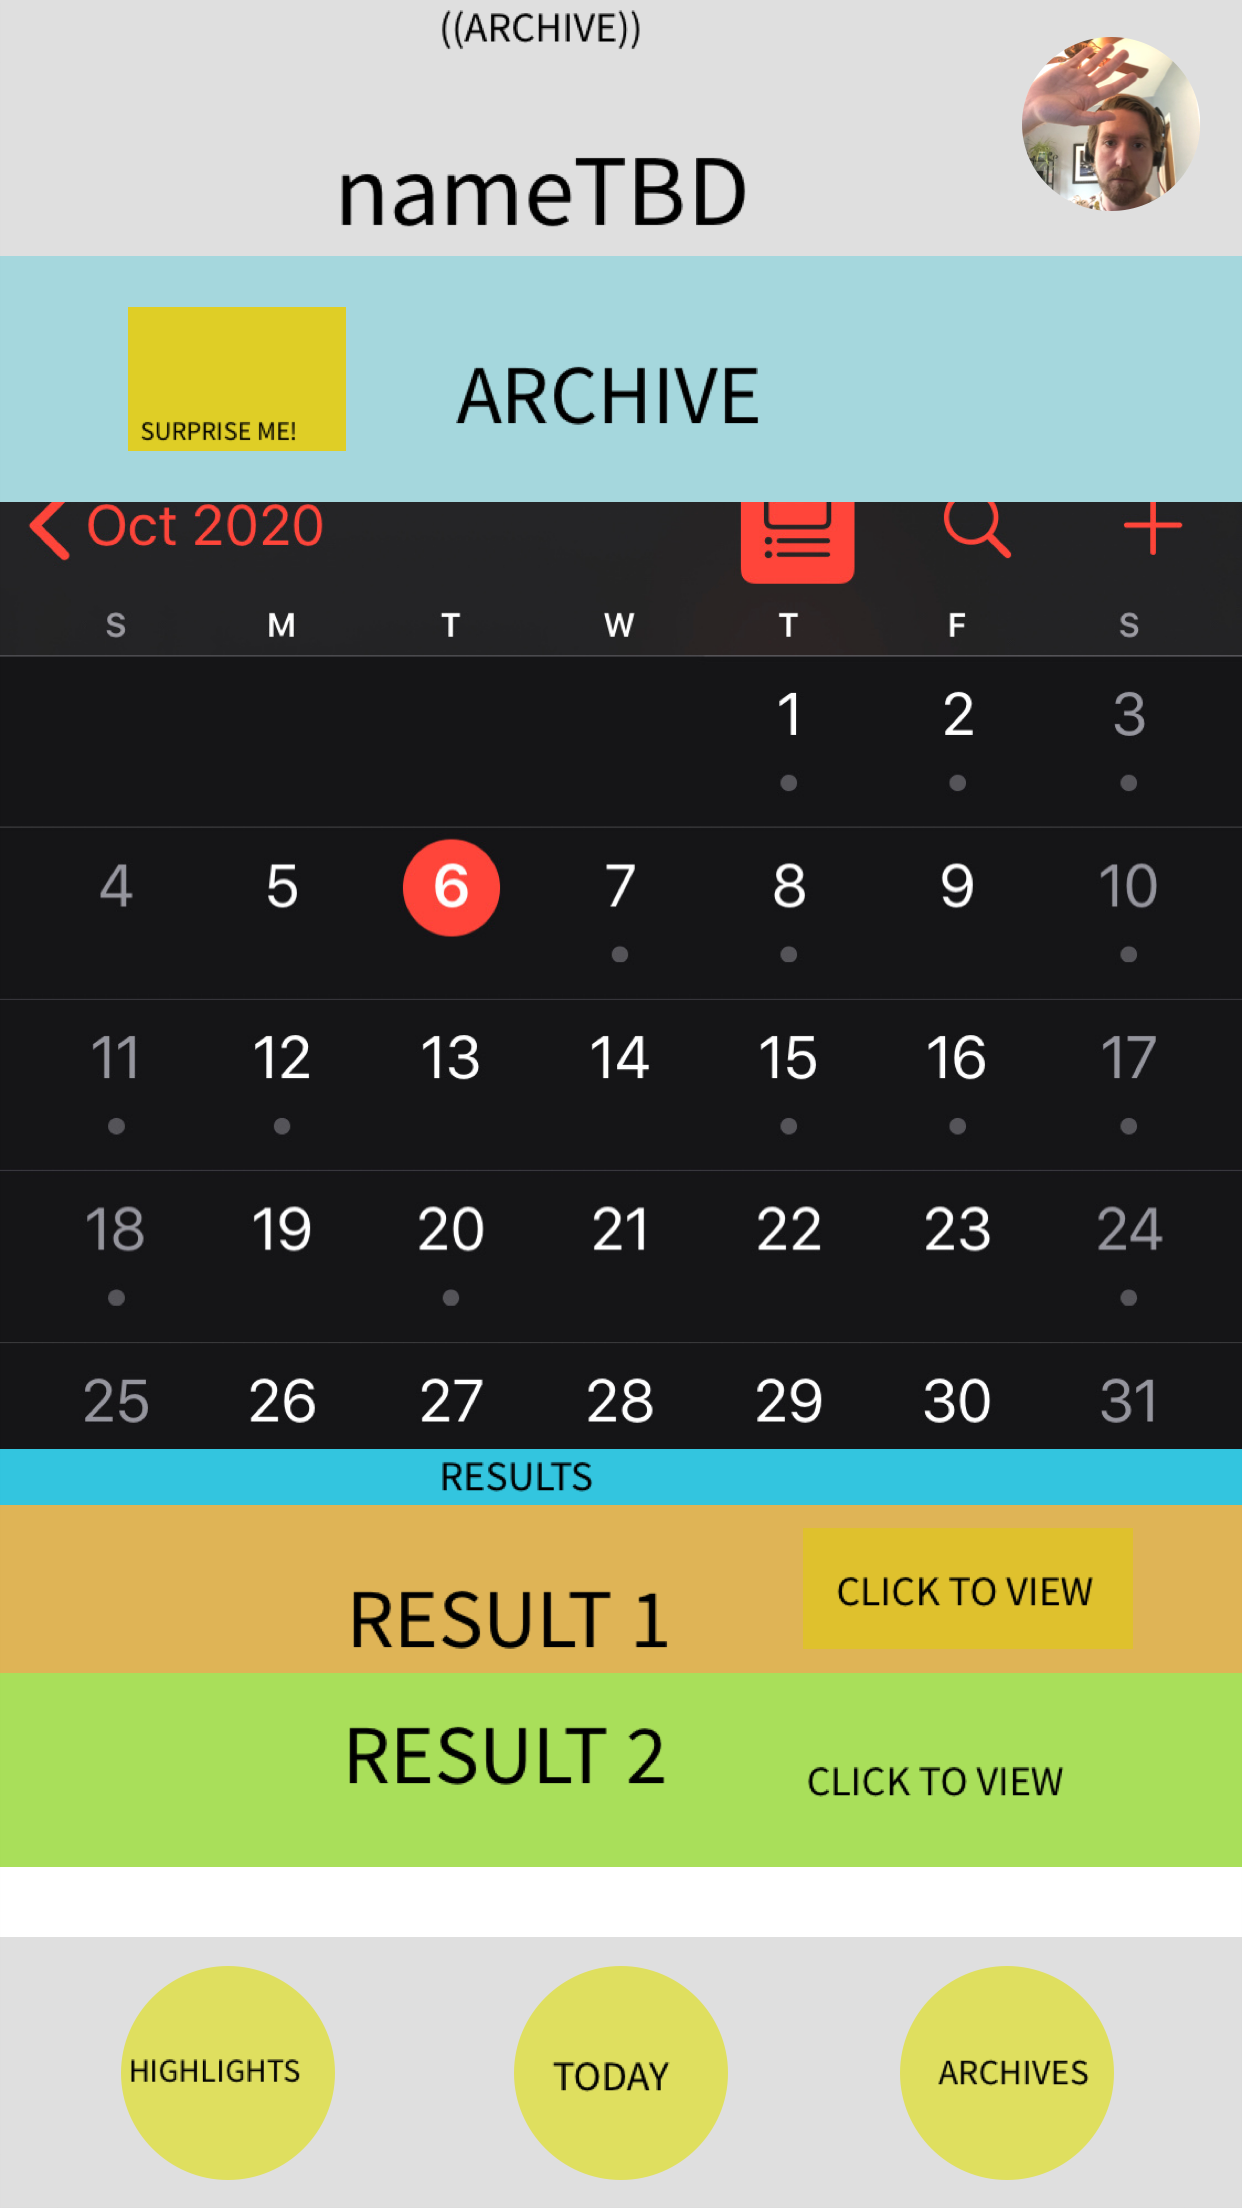 ((ARCHIVE))
nameTBD
SURPRISE ME!
ARCHIVE
Oct 2020
S M T W T F S
1 2 3
4 5 6 7 8 9 10
11 12 13 14 15 16 17
18 19 20 21 22 23 24
25 26 27 28 29 30 31
RESULTS
RESULT 1 CLICK TO VIEW
RESULT 2 CLICK TO VIEW
HIGHLIGHTS TODAY ARCHIVES